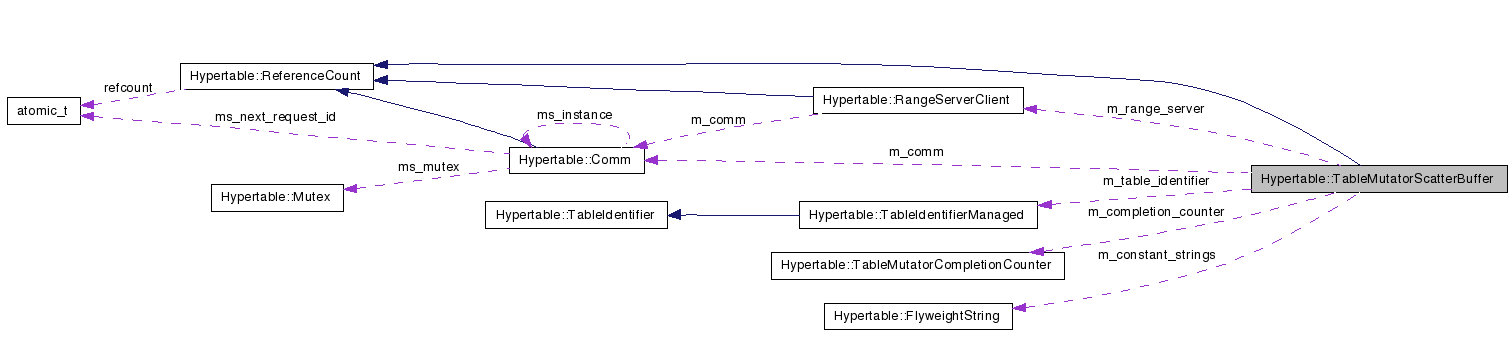 Hypertable::ReferenceCount
refcount
atomic_t
Hypertable::RangeServerClient
m_range_server
ms_next_request_id
ms_instance
m_comm
Hypertable::Comm
m_comm
ms_mutex
Hypertable::TableMutatorScatterBuffer
Hypertable::Mutex
m_table_identifier
Hypertable::TableIdentifier
Hypertable::TableIdentifierManaged
m_completion_counter
Hypertable::TableMutatorCompletionCounter
m_constant_strings
Hypertable::FlyweightString